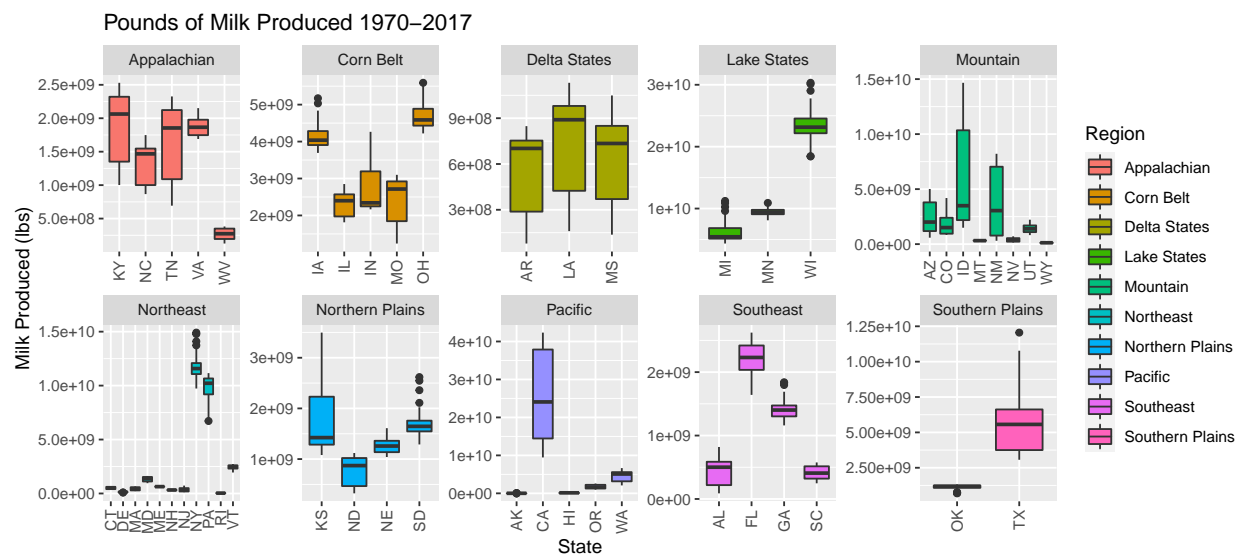 Pounds of Milk Produced 1970–2017
Milk Produced (lbs)
Appalachian
2.5e+09
2.0e+09
1.5e+09
1.0e+09
5.0e+08
KY NC TN VA WV
Corn Belt
5e+09
4e+09
3e+09
2e+09
IA IL IN MO OH
Delta States
9e+08
6e+08
3e+08
AR LA MS
Lake States
3e+10
2e+10
1e+10
MI MN WI
Mountain
1.5e+10
1.0e+10
5.0e+09
0.0e+00
AZ CO ID MT NM NV UT WY
Northeast
1.5e+10
1.0e+10
5.0e+09
0.0e+00
CT DE MA MD ME NH NJ NY PA RI VT
Northern Plains
3e+09
2e+09
1e+09
KS ND NE SD
Pacific
4e+10
3e+10
2e+10
1e+10
0e+00
AK CA HI OR WA
Southeast
2e+09
1e+09
0e+00
AL FL GA SC
Southern Plains
1.25e+10
1.00e+10
7.50e+09
5.00e+09
2.50e+09
OK TX
State
Region
Appalachian
Corn Belt
Delta States
Lake States
Mountain
Northeast
Northern Plains
Pacific
Southeast
Southern Plains